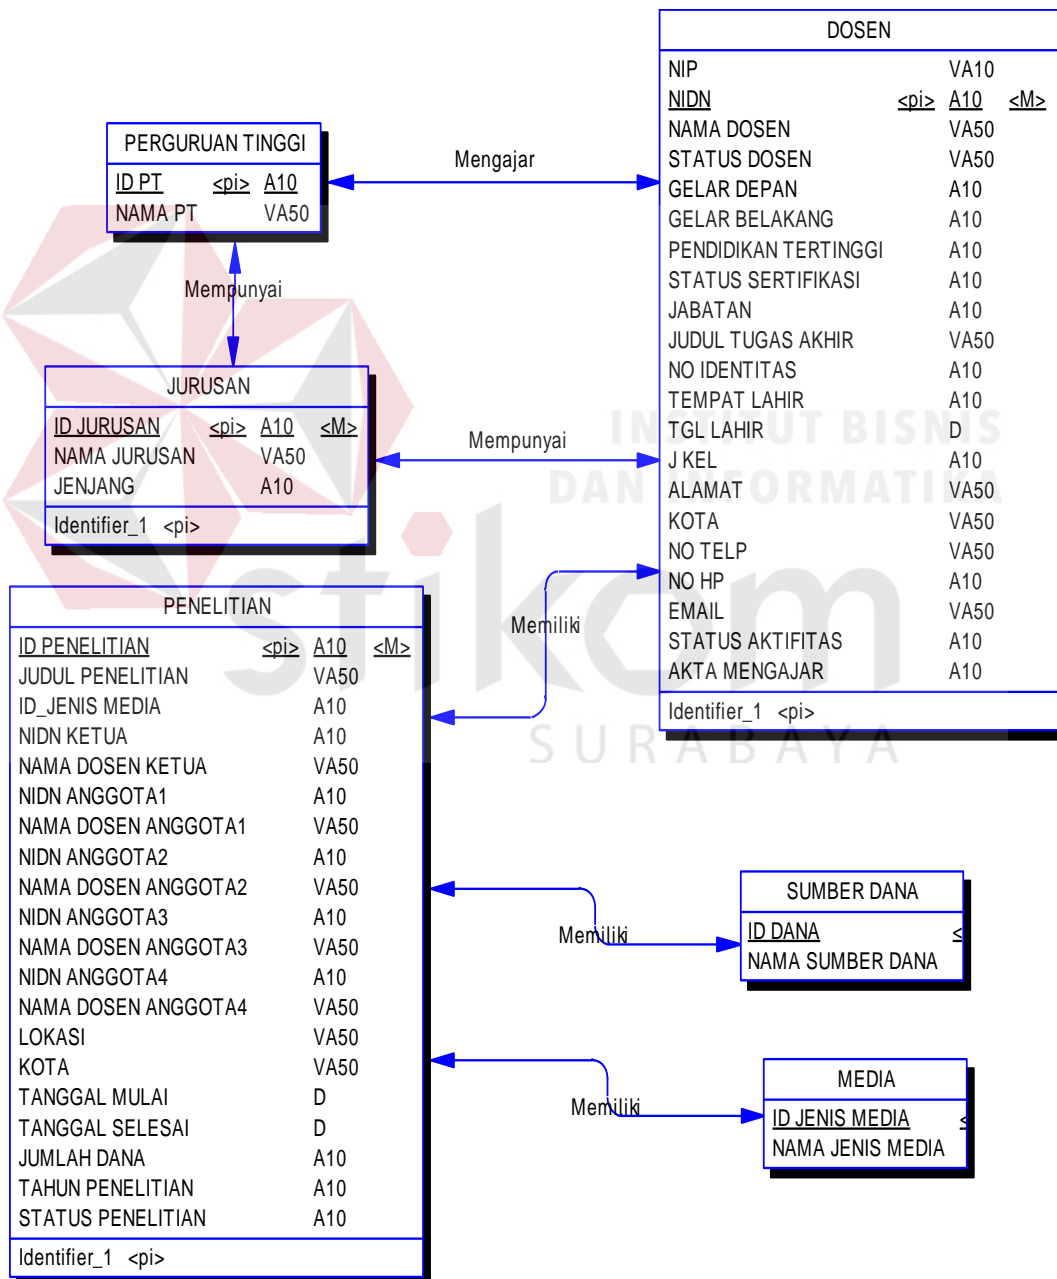 DOSEN
NIP VA10
NIDN <pi> A10 <M>
NAMA DOSEN VA50
STATUS DOSEN VA50
GELAR DEPAN A10
GELAR BELAKANG A10
PENDIDIKAN TERTINGGI A10
STATUS SERTIFIKASI A10
JABATAN A10
JUDUL TUGAS AKHIR VA50
NO IDENTITAS A10
TEMPAT LAHIR A10
TGL LAHIR D
J KEL A10
ALAMAT VA50
KOTA VA50
NO TELP VA50
NO HP A10
EMAIL VA50
STATUS AKTIFITAS A10
AKTA MENGAJAR A10
Identifier_1 <pi>
PERGURUAN TINGGI
ID PT <pi> A10
NAMA PT VA50
Mengajar
Mempunyai
JURUSAN
ID JURUSAN <pi> A10 <M>
NAMA JURUSAN VA50
JENJANG A10
Identifier_1 <pi>
Mempunyai
INSTITUT BISNIS
DAN INFORMATIKA
stikom
SURABAYA
Memiliki
PENELITIAN
ID PENELITIAN <pi> A10 <M>
JUDUL PENELITIAN VA50
ID_JENIS MEDIA A10
NIDN KETUA A10
NAMA DOSEN KETUA VA50
NIDN ANGGOTA1 A10
NAMA DOSEN ANGGOTA1 VA50
NIDN ANGGOTA2 A10
NAMA DOSEN ANGGOTA2 VA50
NIDN ANGGOTA3 A10
NAMA DOSEN ANGGOTA3 VA50
NIDN ANGGOTA4 A10
NAMA DOSEN ANGGOTA4 VA50
LOKASI VA50
KOTA VA50
TANGGAL MULAI D
TANGGAL SELESAI D
JUMLAH DANA A10
TAHUN PENELITIAN A10
STATUS PENELITIAN A10
Identifier_1 <pi>
Memiliki
SUMBER DANA
ID DANA <
NAMA SUMBER DANA
Memiliki
MEDIA
ID JENIS MEDIA <
NAMA JENIS MEDIA